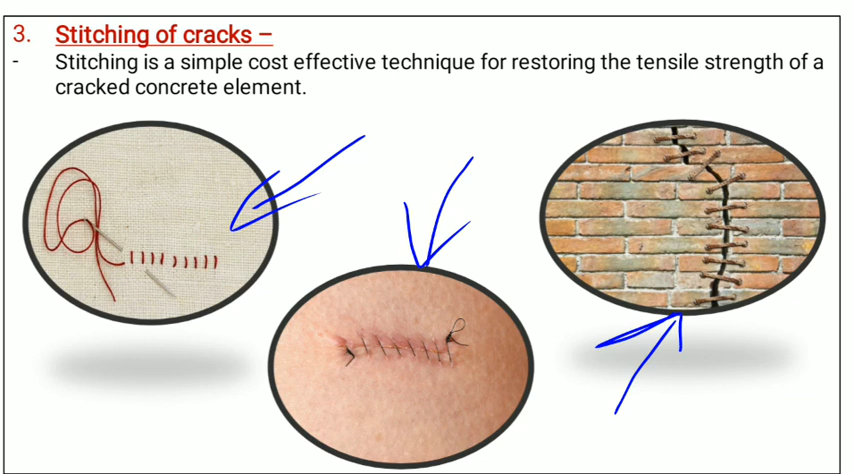 3. Stitching of cracks –
- Stitching is a simple cost effective technique for restoring the tensile strength of a
cracked concrete element.